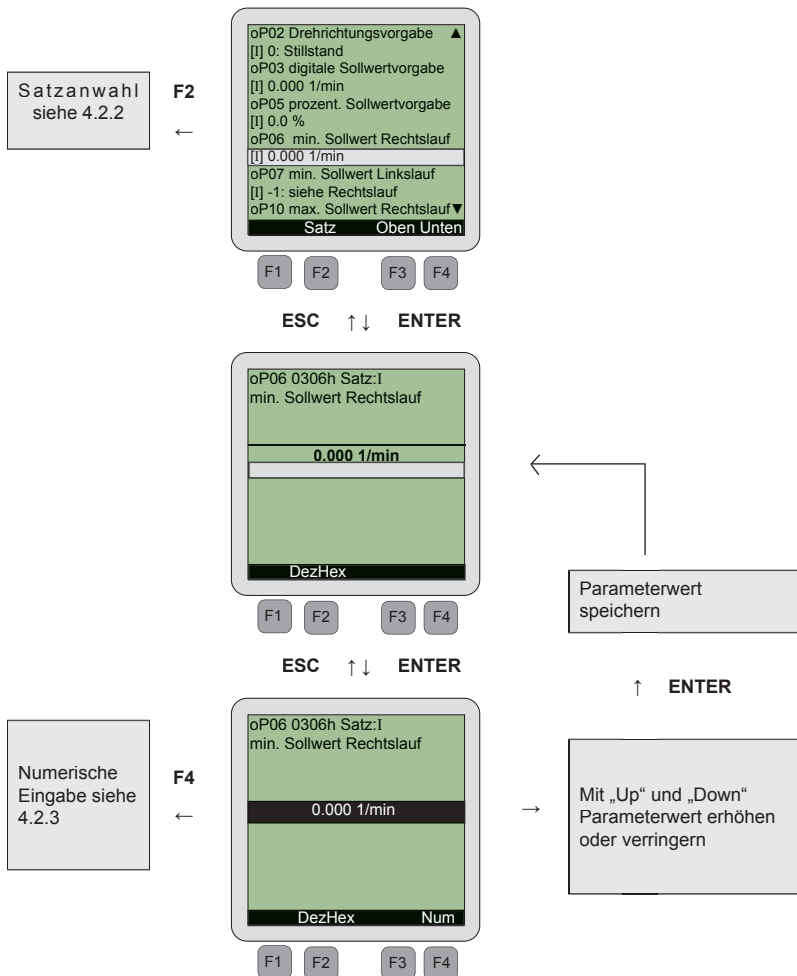 oP02 Drehrichtungsvorgabe ▲
[I] 0: Stillstand
oP03 digitale Sollwertvorgabe
[I] 0.000 1/min
oP05 prozent. Sollwertvorgabe
[I] 0.0 %
oP06 min. Sollwert Rechtslauf
[I] 0.000 1/min
oP07 min. Sollwert Linkslauf
[I] -1: siehe Rechtslauf
oP10 max. Sollwert Rechtslauf▼
Satz Oben Unten
Satzanwahl
siehe 4.2.2
F2
←
F1 F2 F3 F4
ESC ↑↓ ENTER
oP06 0306h Satz:I
min. Sollwert Rechtslauf
0.000 1/min
DezHex
F1 F2 F3 F4
Parameterwert
speichern
ESC ↑↓ ENTER
↑ ENTER
oP06 0306h Satz:I
min. Sollwert Rechtslauf
0.000 1/min
DezHex Num
Numerische
Eingabe siehe
4.2.3
F4
←
→
Mit „Up“ und „Down“
Parameterwert erhöhen
oder verringern
F1 F2 F3 F4